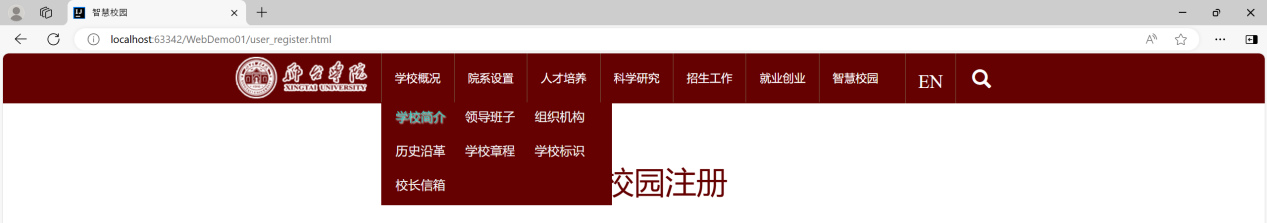 智慧校园
localhost:63342/WebDemo01/user_register.html
邢台学院 XINGTAI UNIVERSITY 学校概况 院系设置 人才培养 科学研究 招生工作 就业创业 智慧校园 EN
学校简介 领导班子 组织机构
历史沿革 学校章程 学校标识
校长信箱
校园注册